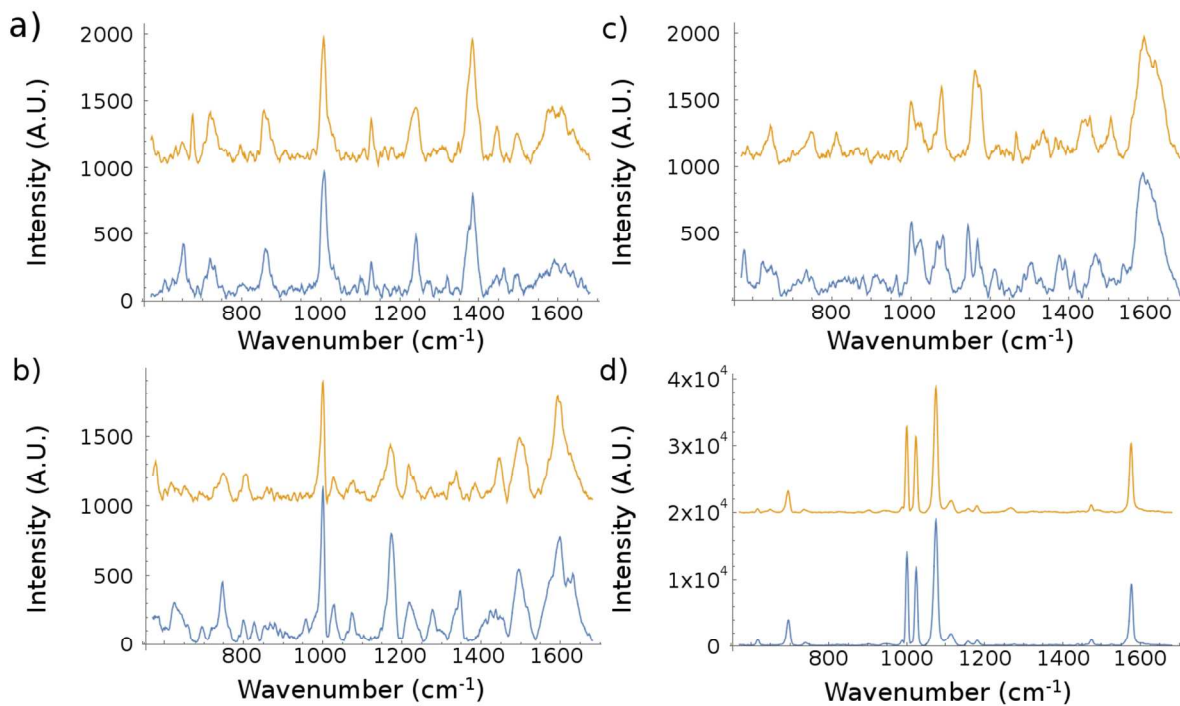 a)
2000
1500
1000
500
0
Intensity (A.U.)
800 1000 1200 1400 1600
Wavenumber (cm⁻¹)
c)
2000
1500
1000
500
Intensity (A.U.)
800 1000 1200 1400 1600
Wavenumber (cm⁻¹)
b)
1500
1000
500
0
Intensity (A.U.)
800 1000 1200 1400 1600
Wavenumber (cm⁻¹)
d)
4x10⁴
3x10⁴
2x10⁴
1x10⁴
0
Intensity (A.U.)
800 1000 1200 1400 1600
Wavenumber (cm⁻¹)